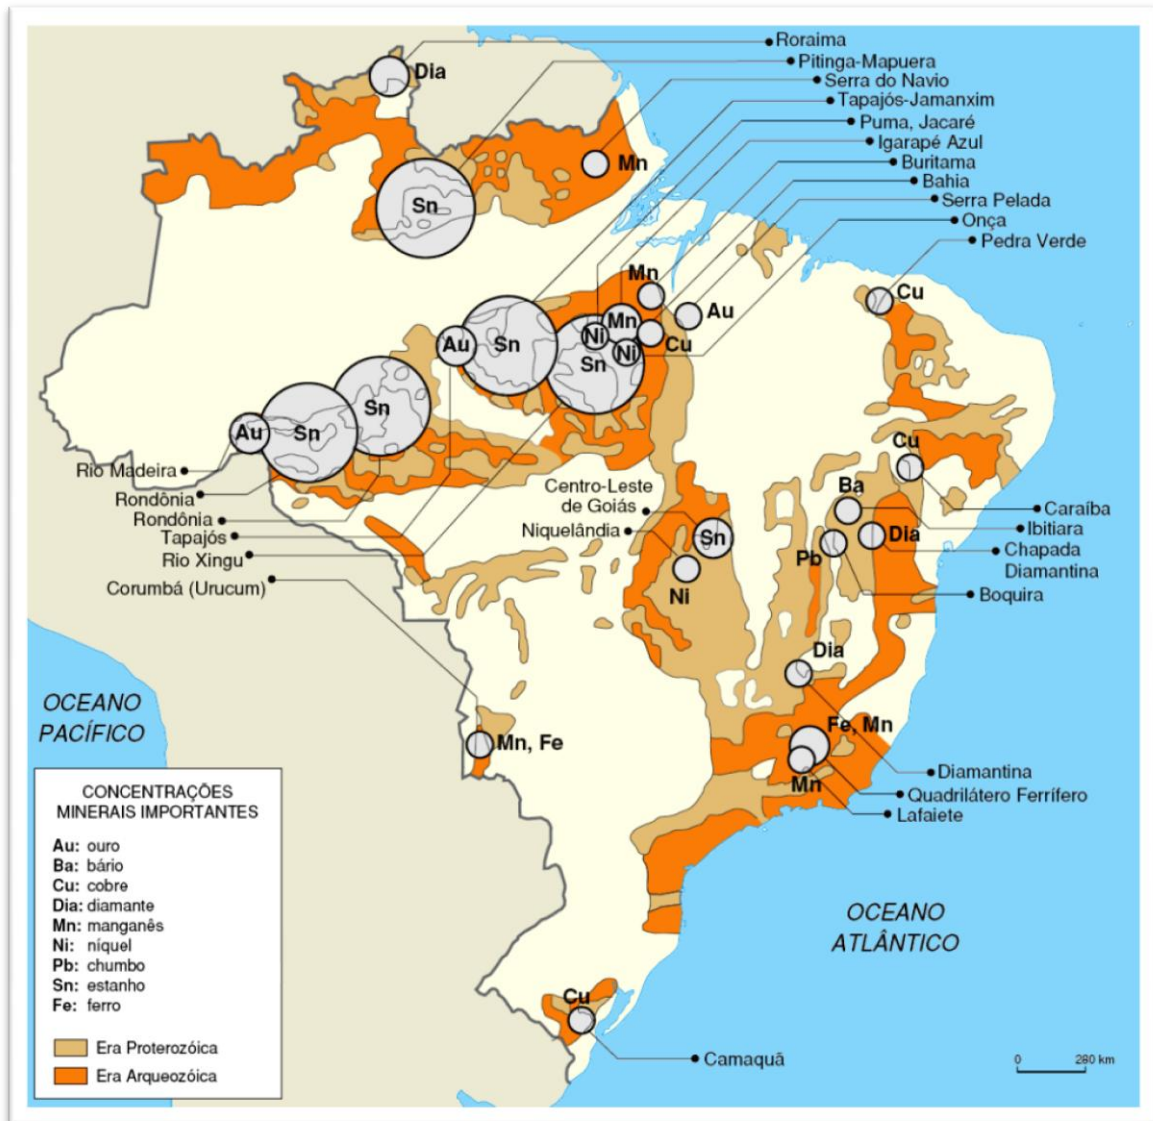 Roraima
Pitinga-Mapuera
Serra do Navio
Tapajós-Jamanxim
Puma, Jacaré
Igarapé Azul
Buritama
Bahia
Serra Pelada
Onça
Pedra Verde
Dia
Mn
Sn
Mn
Au
Cu
Mn
Ni
Ni
Cu
Sn
Au
Sn
Sn
Au
Sn
Cu
Ba
Dia
Pb
Sn
Ni
Dia
Fe, Mn
Mn
Mn, Fe
Cu
Rio Madeira
Rondônia
Rondônia
Tapajós
Rio Xingu
Corumbá (Urucum)
Centro-Leste
de Goiás
Niquelândia
Caraíba
Ibitiara
Chapada
Diamantina
Boquira
Diamantina
Quadrilátero Ferrífero
Lafaiete
Camaquã
OCEANO
PACÍFICO
OCEANO
ATLÂNTICO
CONCENTRAÇÕES
MINERAIS IMPORTANTES
Au: ouro
Ba: bário
Cu: cobre
Dia: diamante
Mn: manganês
Ni: níquel
Pb: chumbo
Sn: estanho
Fe: ferro
Era Proterozóica
Era Arqueozóica
0 280 km